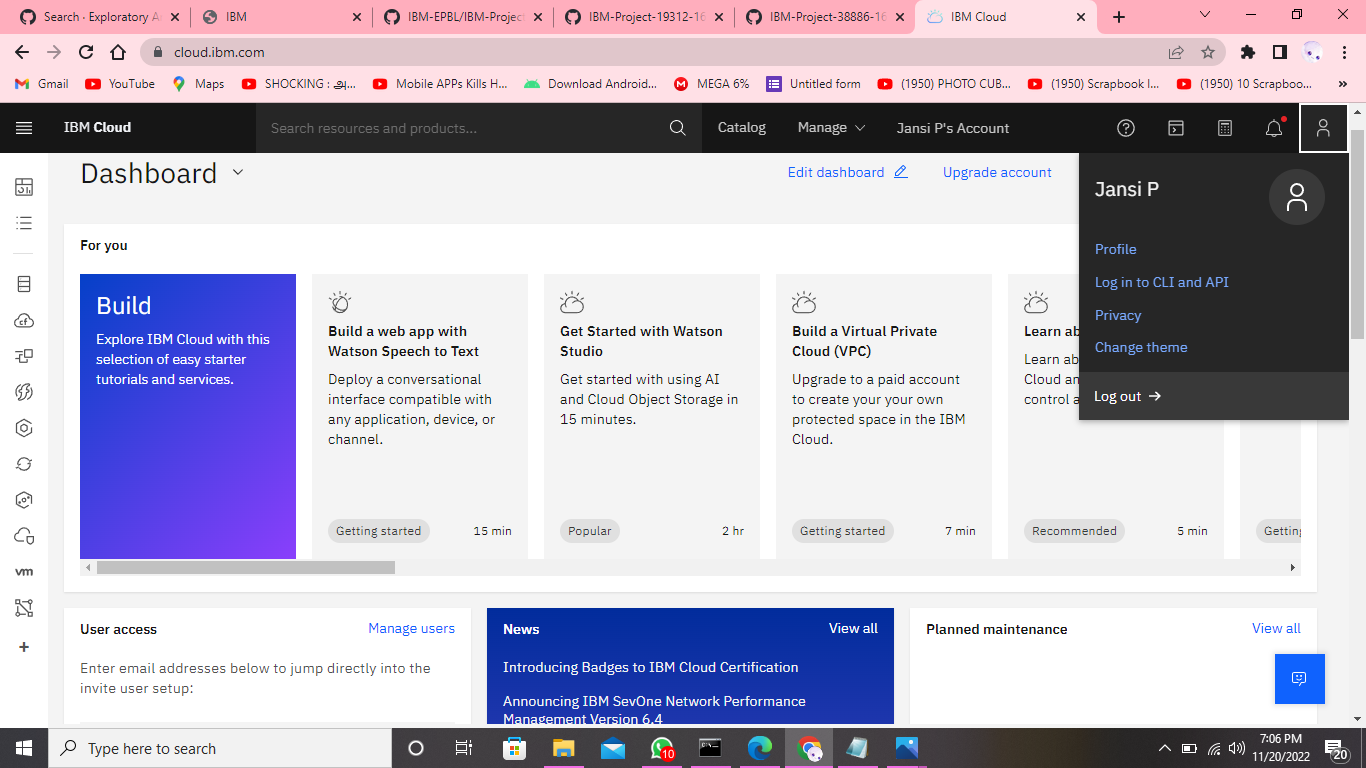 Search · Exploratory A
IBM
IBM-EPBL/IBM-Project
IBM-Project-19312-16
IBM-Project-38886-16
IBM Cloud
cloud.ibm.com
Gmail
YouTube
Maps
SHOCKING : அ...
Mobile APPs Kills H...
Download Android...
MEGA 6%
Untitled form
(1950) PHOTO CUB...
(1950) Scrapbook I...
(1950) 10 Scrapboo...
IBM Cloud
Search resources and products...
Catalog
Manage
Jansi P's Account
Dashboard
Edit dashboard
Upgrade account
Jansi P
Profile
Log in to CLI and API
Privacy
Change theme
Log out
For you
Build
Explore IBM Cloud with this
selection of easy starter
tutorials and services.
Build a web app with
Watson Speech to Text
Deploy a conversational
interface compatible with
any application, device, or
channel.
Getting started
15 min
Get Started with Watson
Studio
Get started with using AI
and Cloud Object Storage in
15 minutes.
Popular
2 hr
Build a Virtual Private
Cloud (VPC)
Upgrade to a paid account
to create your your own
protected space in the IBM
Cloud.
Getting started
7 min
Learn ab
Learn ab
Cloud an
control a
Recommended
5 min
Getting
cf
vm
User access
Manage users
Enter email addresses below to jump directly into the
invite user setup:
News
View all
Introducing Badges to IBM Cloud Certification
Announcing IBM SevOne Network Performance
Management Version 6.4
Planned maintenance
View all
Type here to search
10
7:06 PM
11/20/2022
20